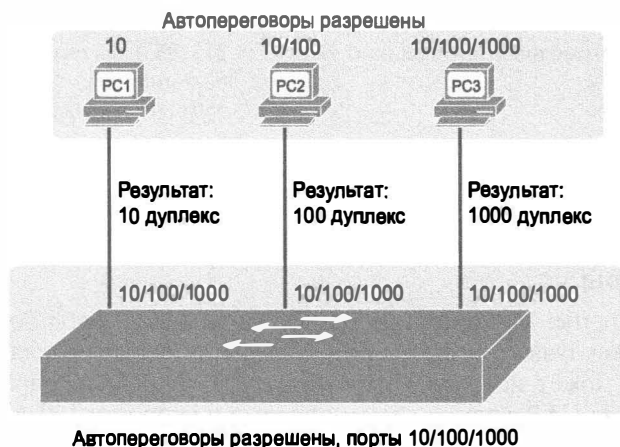 Автопереговоры разрешены
10 10/100 10/100/1000
PC1 PC2 PC3
Результат: Результат: Результат:
10 дуплекс 100 дуплекс 1000 дуплекс
10/100/1000 10/100/1000 10/100/1000
Автопереговоры разрешены, порты 10/100/1000